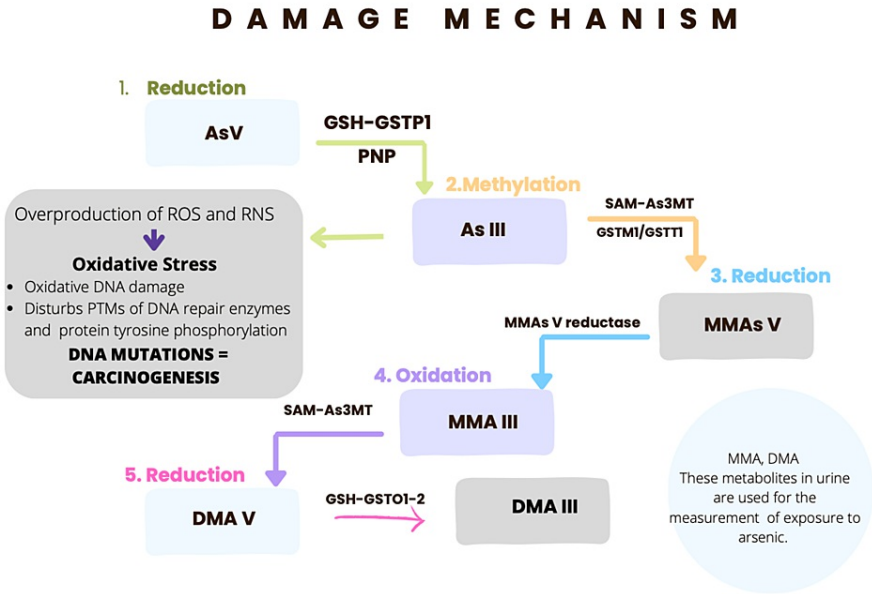 DAMAGE MECHANISM
1. Reduction
AsV
GSH-GSTP1
PNP
2.Methylation
As III
SAM-As3MT
GSTM1/GSTT1
Overproduction of ROS and RNS
Oxidative Stress
• Oxidative DNA damage
• Disturbs PTMs of DNA repair enzymes
and protein tyrosine phosphorylation
DNA MUTATIONS =
CARCINOGENESIS
3. Reduction
MMAs V
MMAs V reductase
4. Oxidation
MMA III
SAM-As3MT
5. Reduction
DMA V
GSH-GSTO1-2
DMA III
MMA, DMA
These metabolites in urine
are used for the
measurement of exposure to
arsenic.